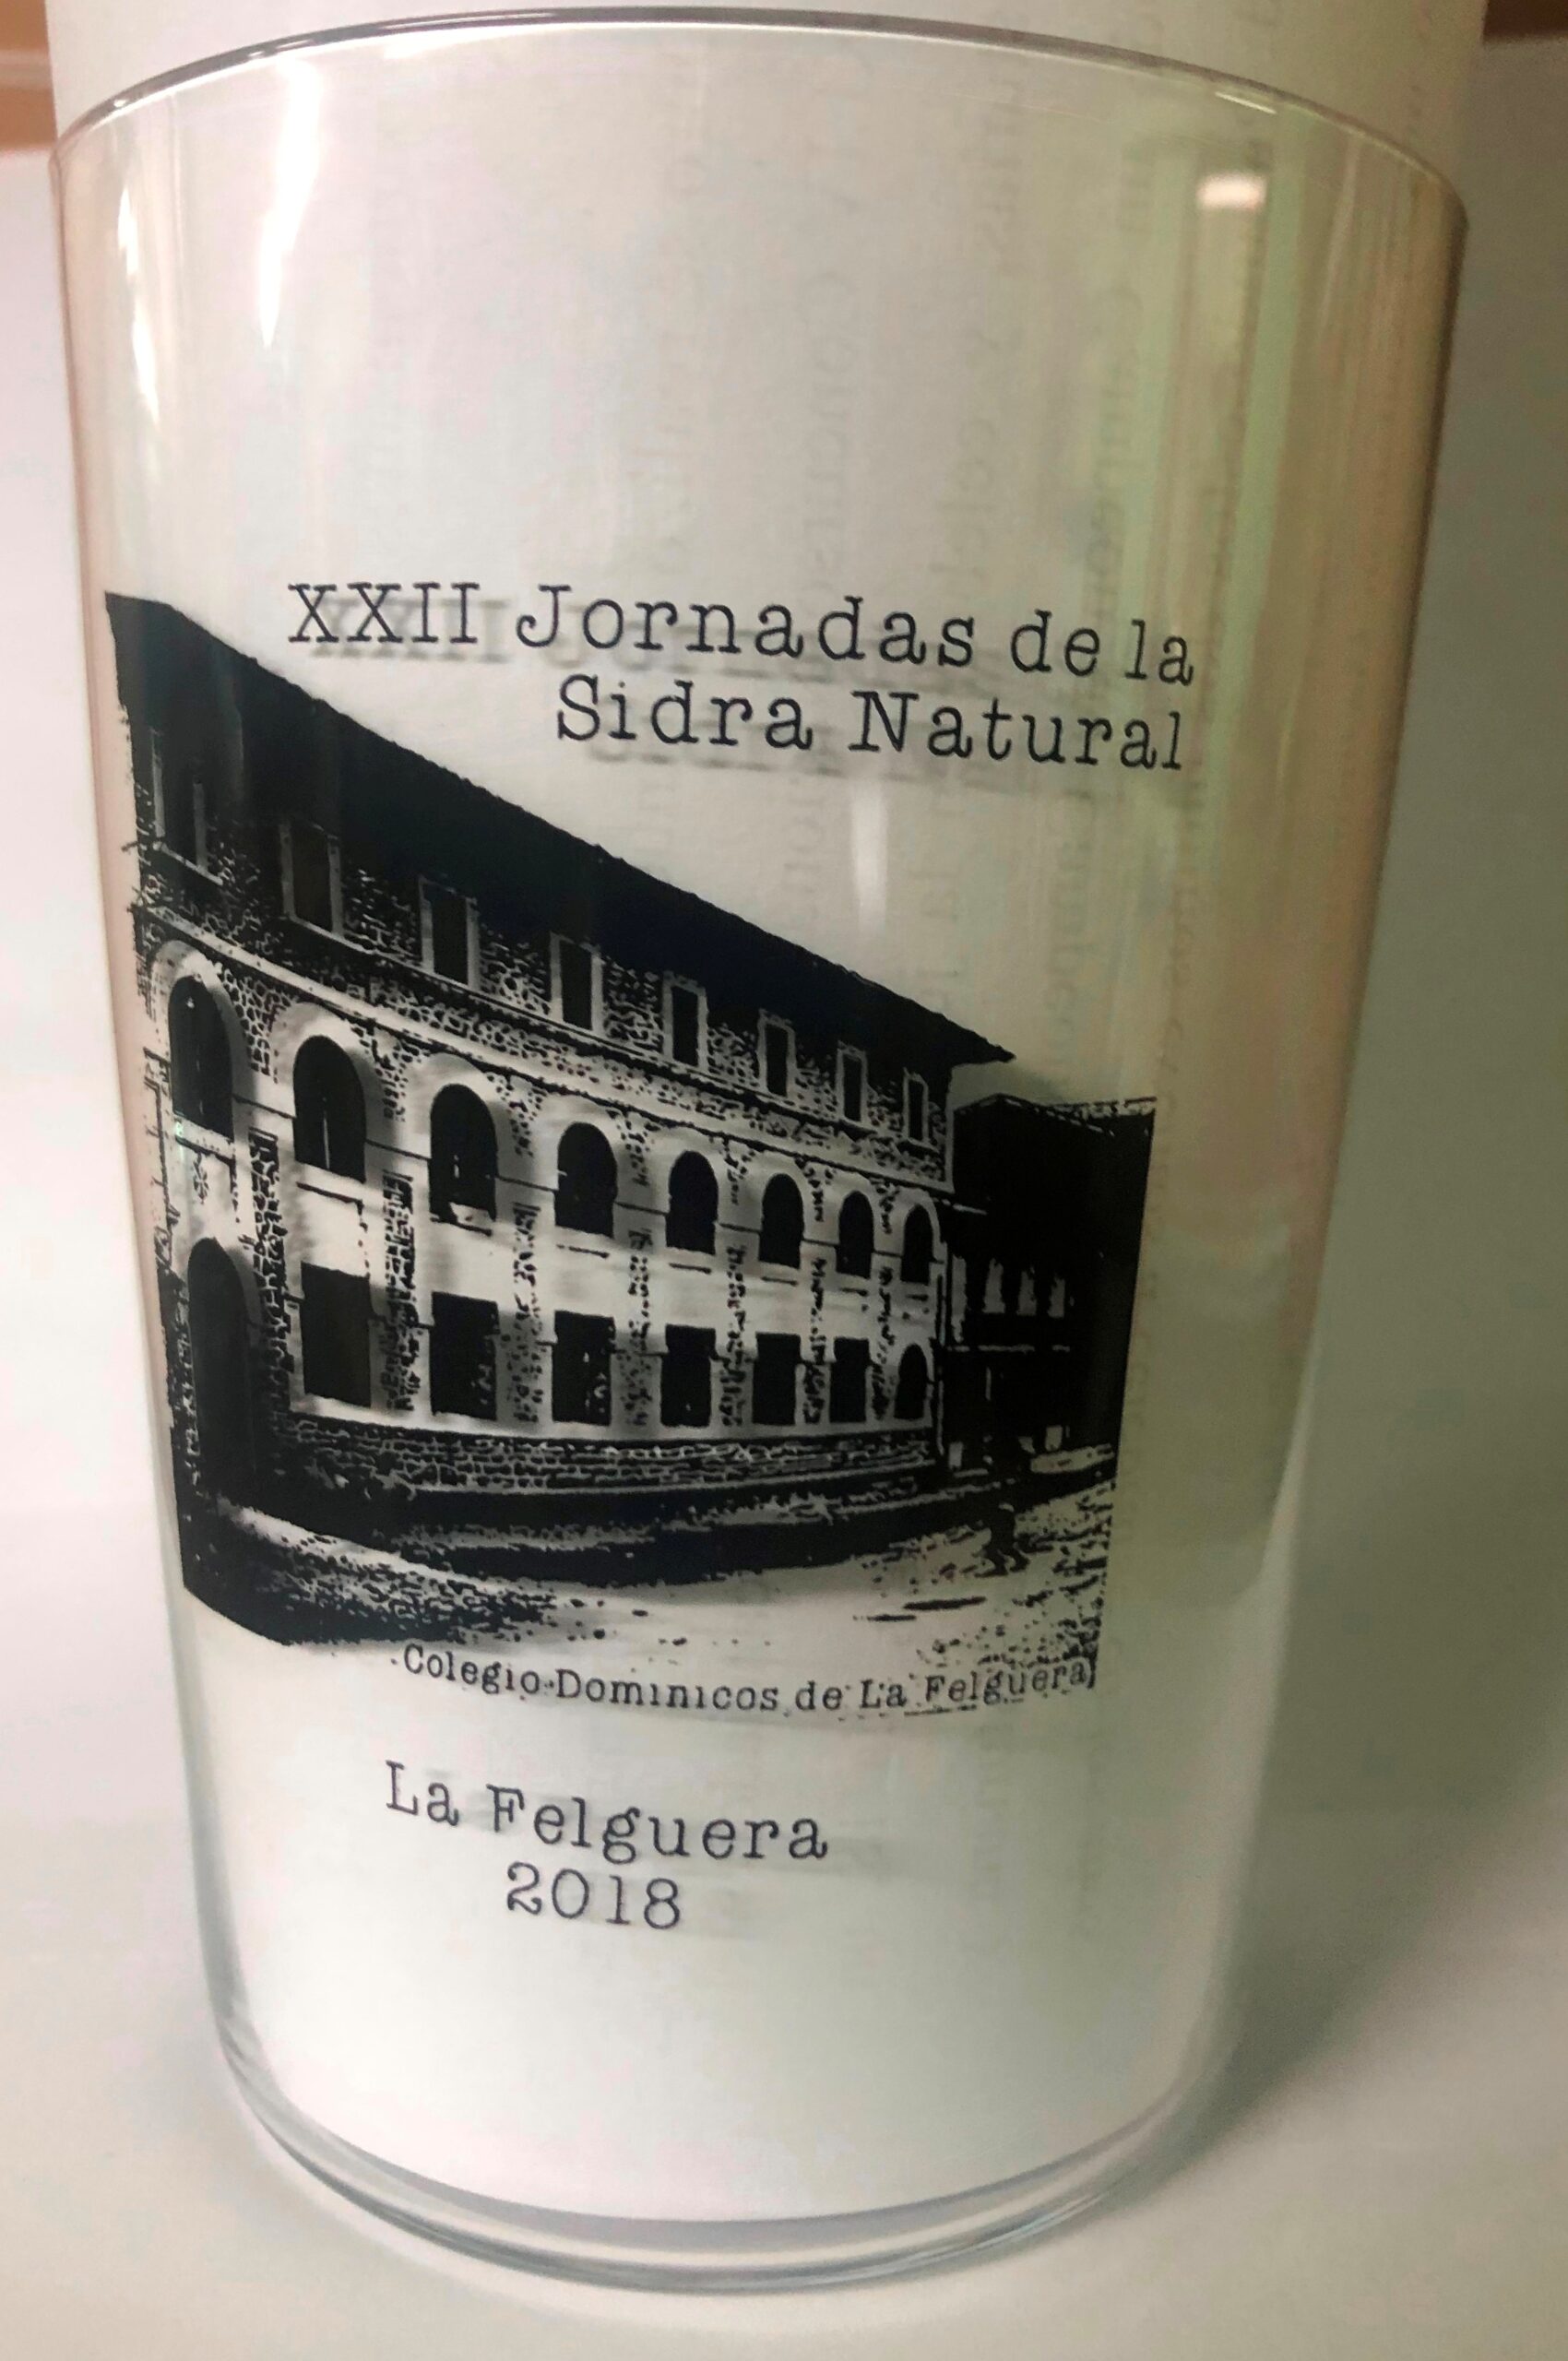 XXII Jornadas de la
Sidra Natural
Colegio Dominicos de La Felguera
La Felguera
2018